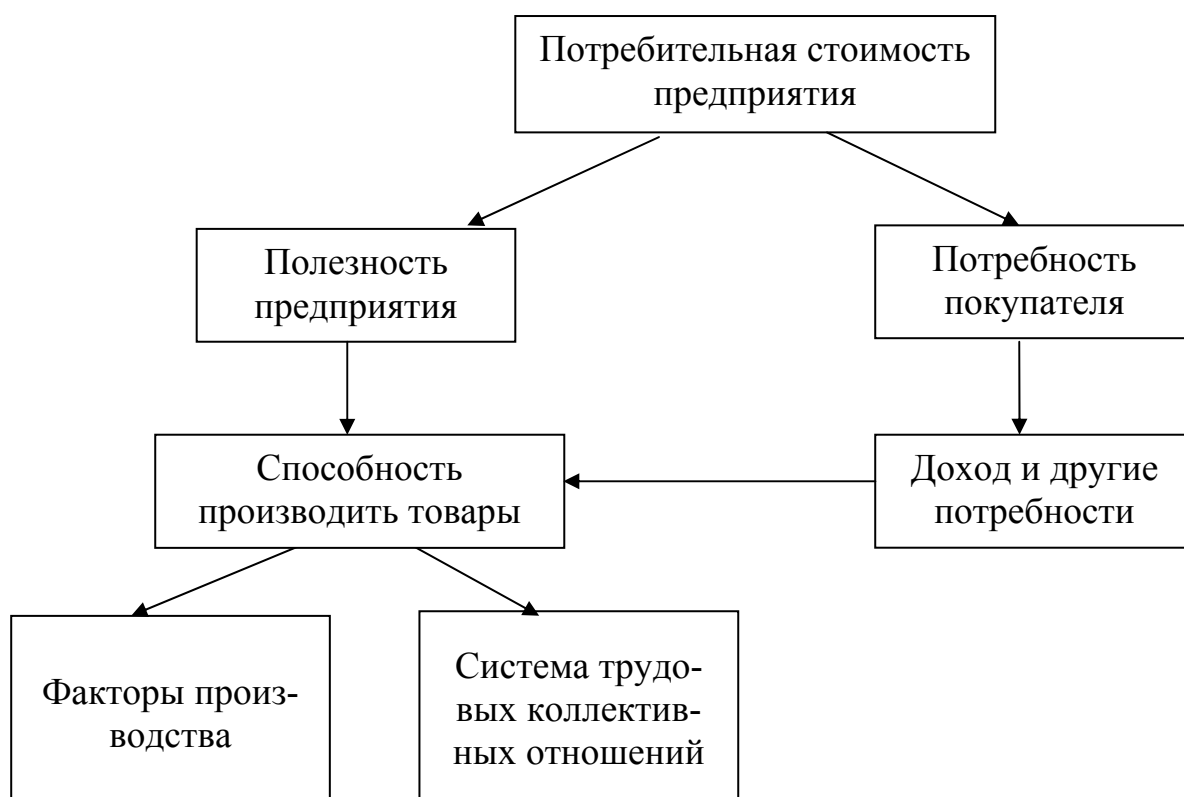 Потребительная стоимость
предприятия
Полезность
предприятия
Потребность
покупателя
Способность
производить товары
Доход и другие
потребности
Факторы произ-
водства
Система трудо-
вых коллектив-
ных отношений